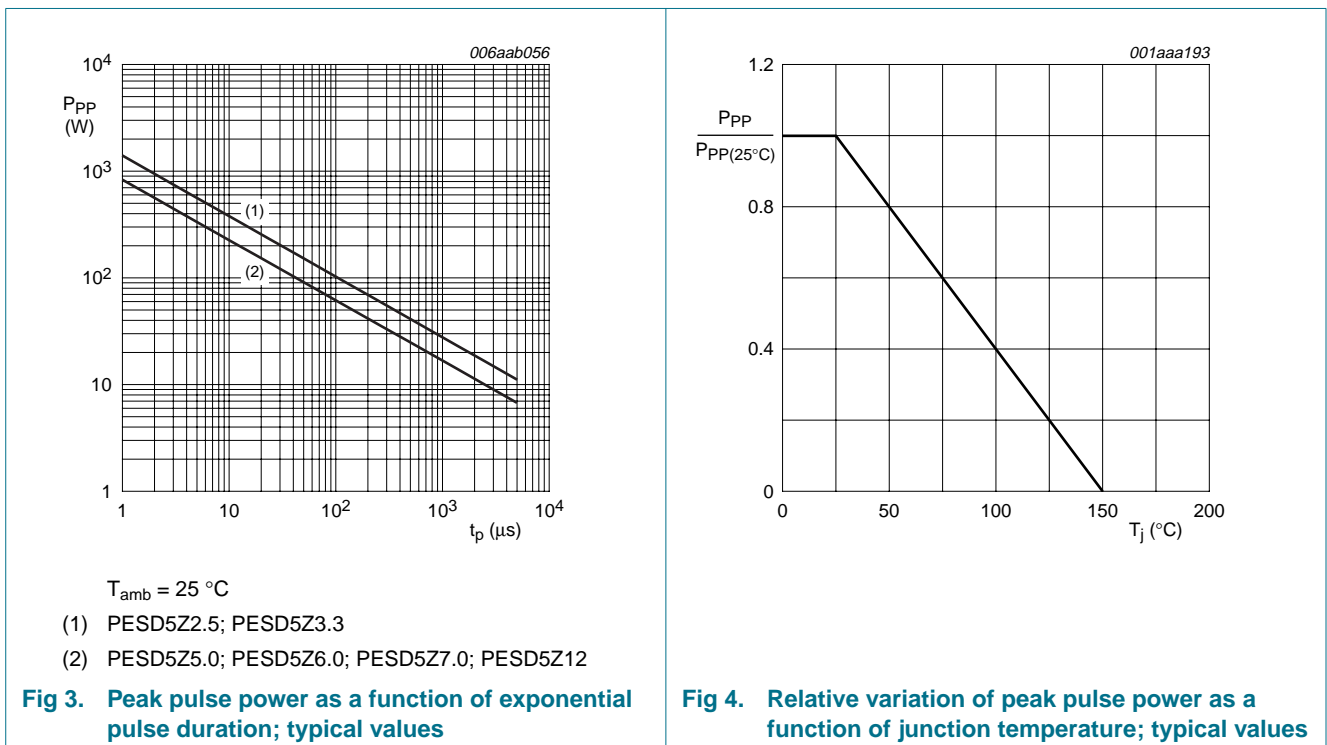 006aab056
10⁴
P_PP
(W)
10³
(1)
10²
(2)
10
1
1
10
10²
10³
10⁴
t_p (μs)
T_amb = 25 °C
(1) PESD5Z2.5; PESD5Z3.3
(2) PESD5Z5.0; PESD5Z6.0; PESD5Z7.0; PESD5Z12
Fig 3. Peak pulse power as a function of exponential
pulse duration; typical values
001aaa193
1.2
P_PP
P_PP(25°C)
0.8
0.4
0
0
50
100
150
200
T_j (°C)
Fig 4. Relative variation of peak pulse power as a
function of junction temperature; typical values